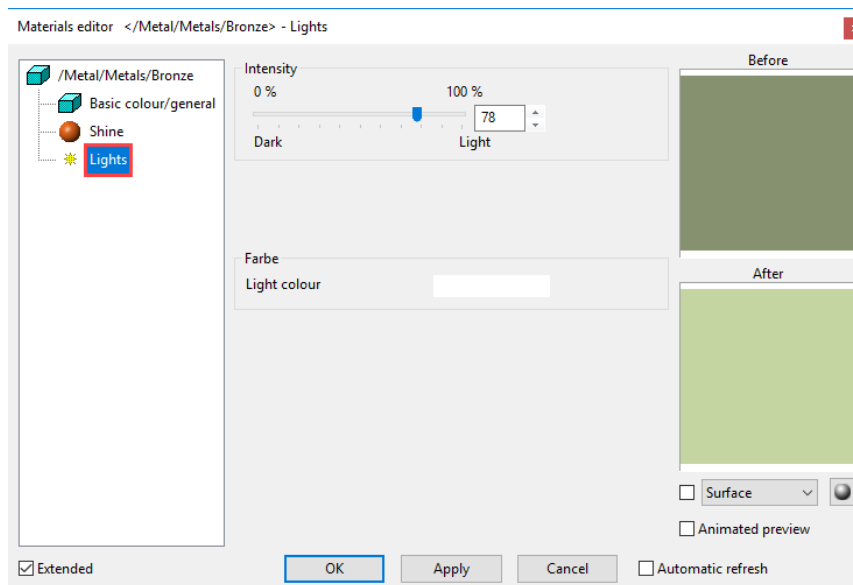 Materials editor </Metal/Metals/Bronze> - Lights
/Metal/Metals/Bronze
Basic colour/general
Shine
Lights
Intensity
0 % 100 %
78
Dark Light
Farbe
Light colour
Before
After
Surface
Animated preview
Extended
OK
Apply
Cancel
Automatic refresh